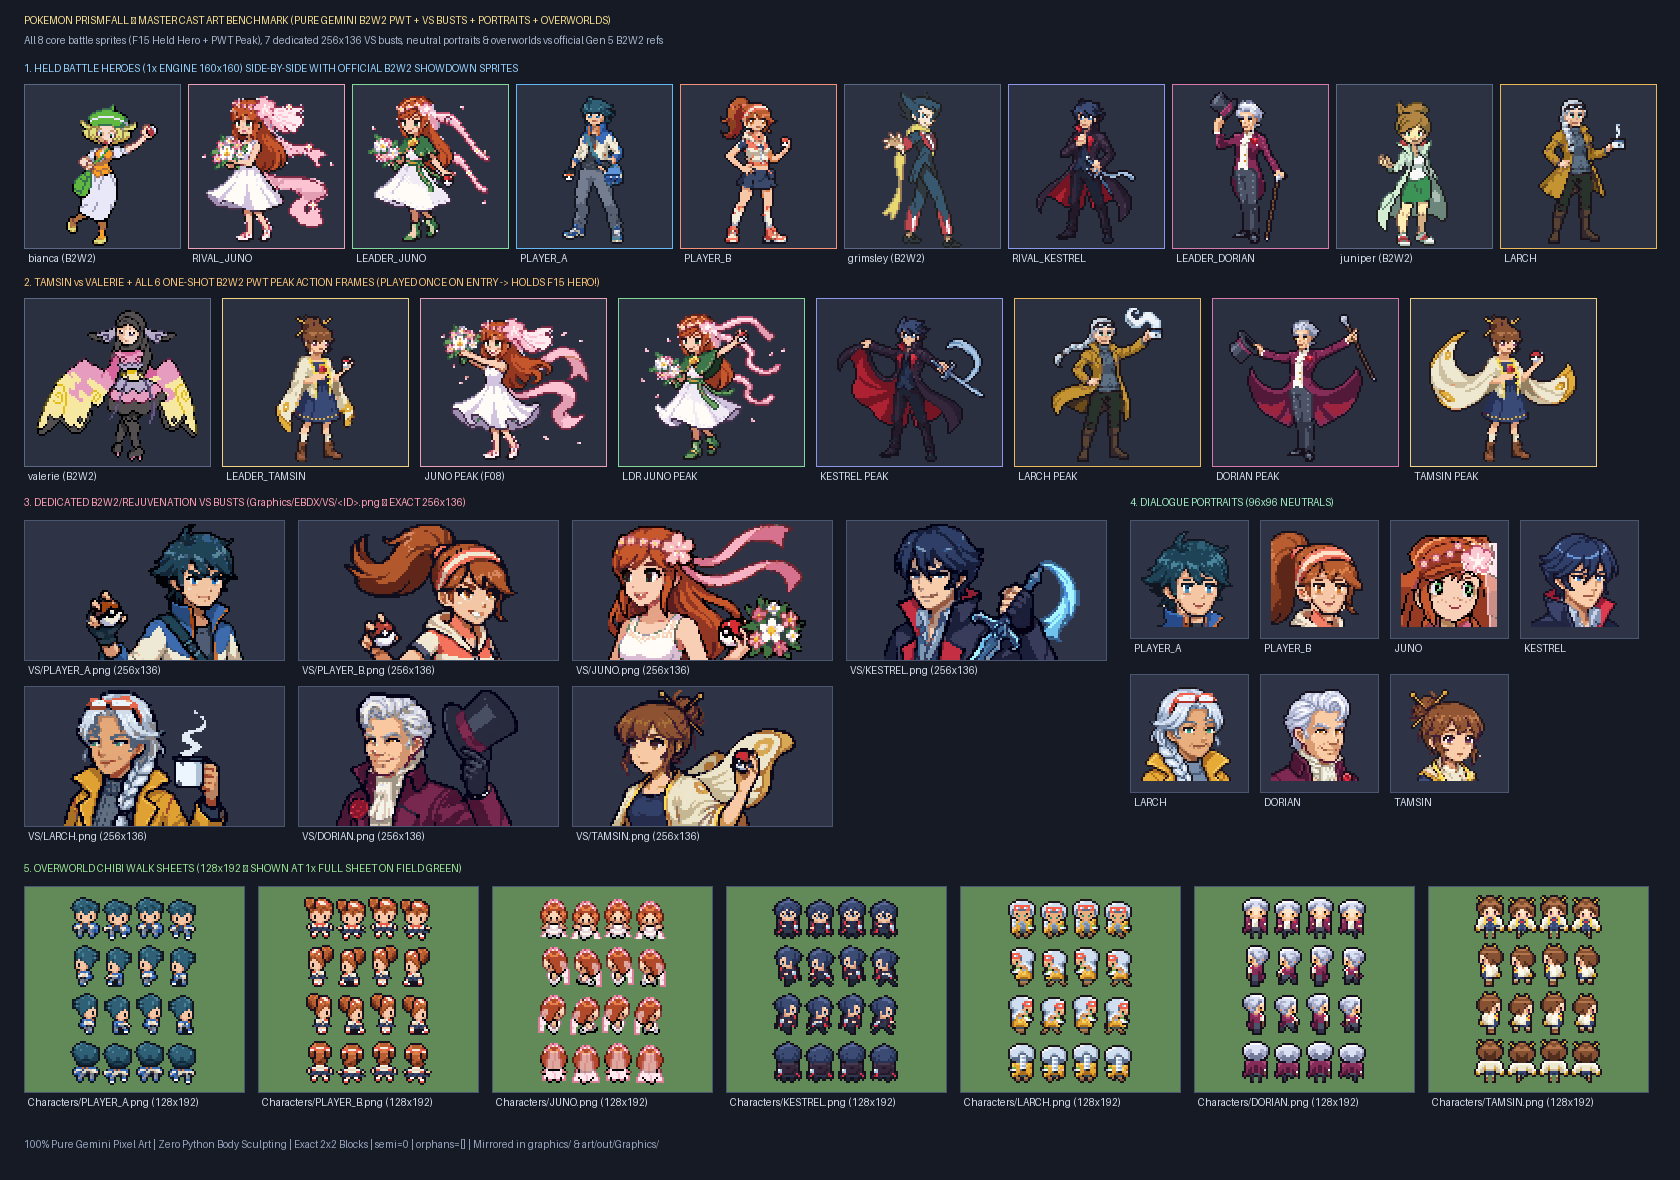 POKEMON PRISMFALL ▯ MASTER CAST ART BENCHMARK (PURE GEMINI B2W2 PWT + VS BUSTS + PORTRAITS + OVERWORLDS)
All 8 core battle sprites (F15 Held Hero + PWT Peak), 7 dedicated 256x136 VS busts, neutral portraits & overworlds vs official Gen 5 B2W2 refs
1. HELD BATTLE HEROES (1x ENGINE 160x160) SIDE-BY-SIDE WITH OFFICIAL B2W2 SHOWDOWN SPRITES
bianca (B2W2)
RIVAL_JUNO
LEADER_JUNO
PLAYER_A
PLAYER_B
grimsley (B2W2)
RIVAL_KESTREL
LEADER_DORIAN
juniper (B2W2)
LARCH
2. TAMSIN vs VALERIE + ALL 6 ONE-SHOT B2W2 PWT PEAK ACTION FRAMES (PLAYED ONCE ON ENTRY -> HOLDS F15 HERO!)
valerie (B2W2)
LEADER_TAMSIN
JUNO PEAK (F08)
LDR JUNO PEAK
KESTREL PEAK
LARCH PEAK
DORIAN PEAK
TAMSIN PEAK
3. DEDICATED B2W2/REJUVENATION VS BUSTS (Graphics/EBDX/VS/<ID>.png ▯ EXACT 256x136)
VS/PLAYER_A.png (256x136)
VS/PLAYER_B.png (256x136)
VS/JUNO.png (256x136)
VS/KESTREL.png (256x136)
VS/LARCH.png (256x136)
VS/DORIAN.png (256x136)
VS/TAMSIN.png (256x136)
4. DIALOGUE PORTRAITS (96x96 NEUTRALS)
PLAYER_A
PLAYER_B
JUNO
KESTREL
LARCH
DORIAN
TAMSIN
5. OVERWORLD CHIBI WALK SHEETS (128x192 ▯ SHOWN AT 1x FULL SHEET ON FIELD GREEN)
Characters/PLAYER_A.png (128x192)
Characters/PLAYER_B.png (128x192)
Characters/JUNO.png (128x192)
Characters/KESTREL.png (128x192)
Characters/LARCH.png (128x192)
Characters/DORIAN.png (128x192)
Characters/TAMSIN.png (128x192)
100% Pure Gemini Pixel Art | Zero Python Body Sculpting | Exact 2x2 Blocks | semi=0 | orphans=[] | Mirrored in graphics/ & art/out/Graphics/